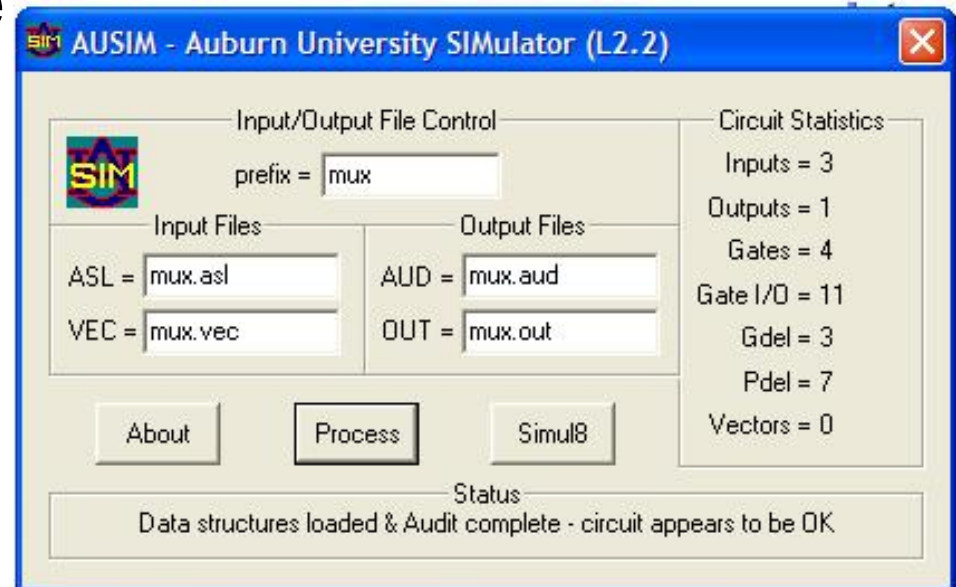 e
AUSIM - Auburn University SIMulator (L2.2)
Input/Output File Control
SIM
prefix = mux
Input Files
ASL = mux.asl
VEC = mux.vec
Output Files
AUD = mux.aud
OUT = mux.out
About
Process
Simul8
Circuit Statistics
Inputs = 3
Outputs = 1
Gates = 4
Gate I/O = 11
Gdel = 3
Pdel = 7
Vectors = 0
Status
Data structures loaded & Audit complete - circuit appears to be OK